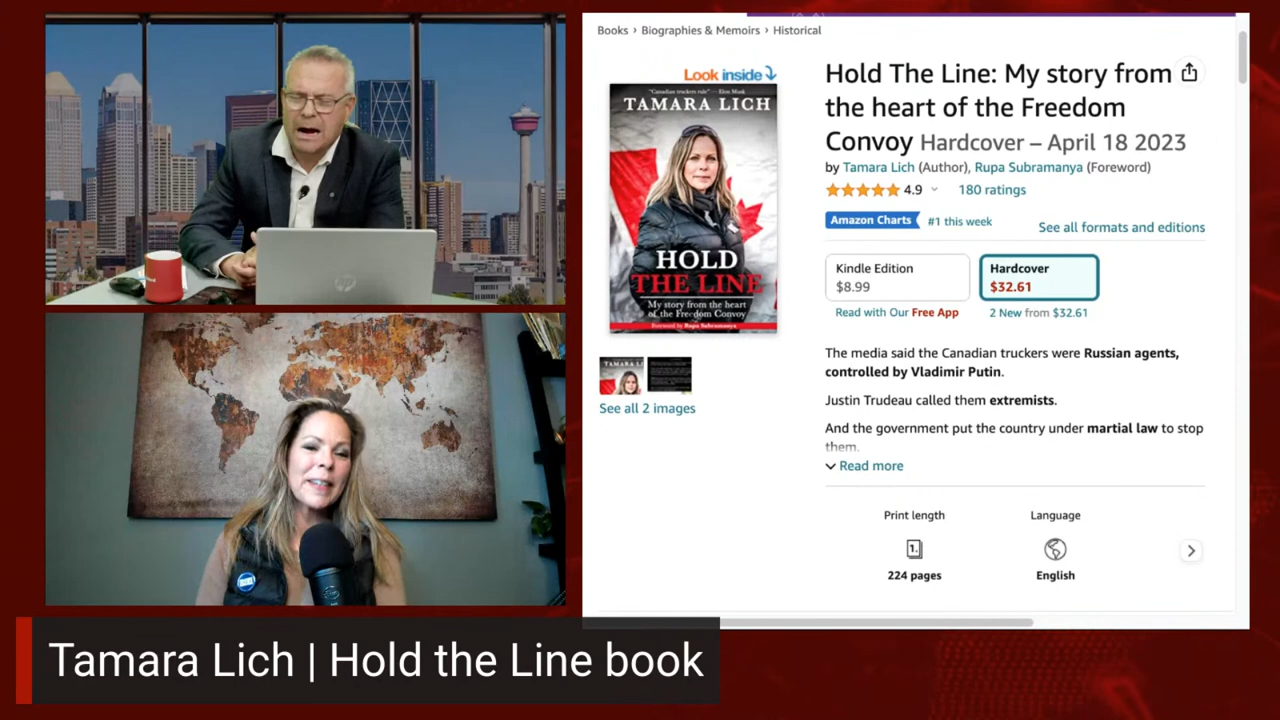 Books › Biographies & Memoirs › Historical
Look inside
"Canadian truckers rule" — Elon Musk
TAMARA LICH
HOLD
THE LINE
My story from the heart
of the Freedom Convoy
Foreword by Rupa Subramanya
See all 2 images
Hold The Line: My story from
the heart of the Freedom
Convoy Hardcover – April 18 2023
by Tamara Lich (Author), Rupa Subramanya (Foreword)
4.9
180 ratings
Amazon Charts #1 this week
See all formats and editions
Kindle Edition
$8.99
Hardcover
$32.61
Read with Our Free App
2 New from $32.61
The media said the Canadian truckers were Russian agents,
controlled by Vladimir Putin.
Justin Trudeau called them extremists.
And the government put the country under martial law to stop
them.
Read more
Print length
1.
224 pages
Language
English
hp
Tamara Lich | Hold the Line book